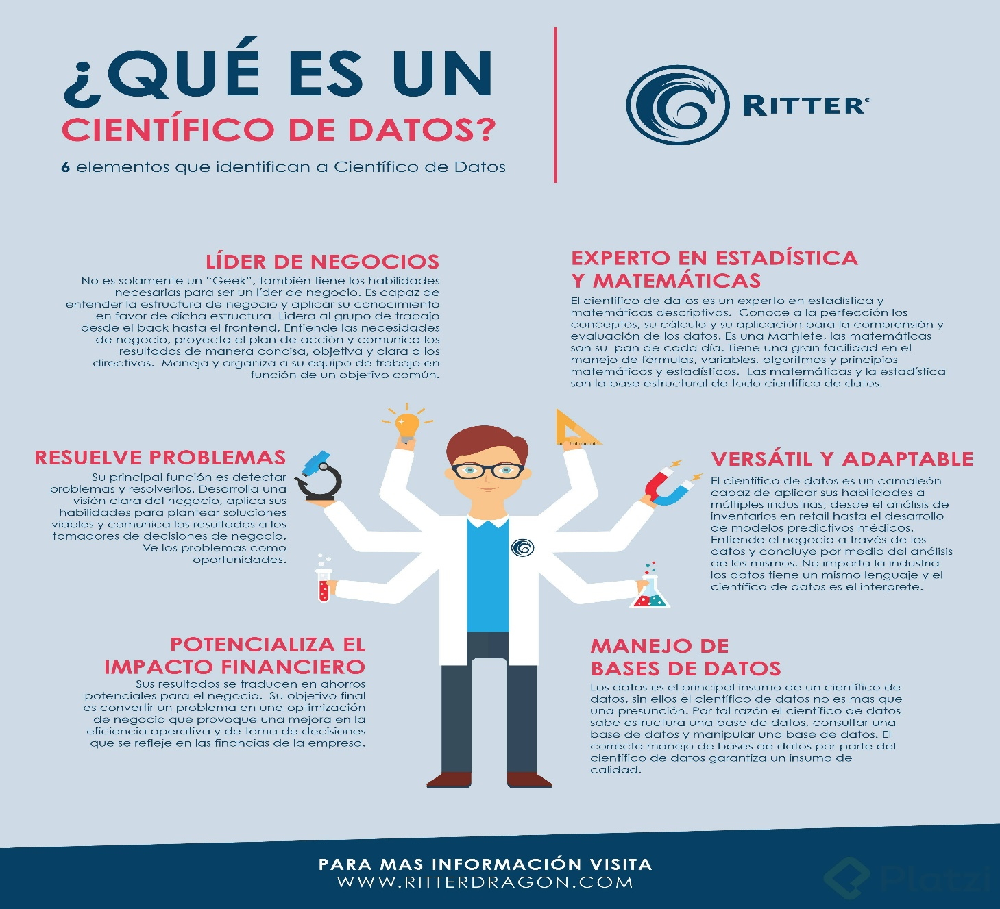 ¿QUÉ ES UN
CIENTÍFICO DE DATOS?
6 elementos que identifican a Científico de Datos
RITTER®
LÍDER DE NEGOCIOS
No es solamente un “Geek”, también tiene los habilidades
necesarias para ser un líder de negocio. Es capaz de
entender la estructura de negocio y aplicar su conocimiento
en favor de dicha estructura. Lidera al grupo de trabajo
desde el back hasta el frontend. Entiende las necesidades
de negocio, proyecta el plan de acción y comunica los
resultados de manera concisa, objetiva y clara a los
directivos. Maneja y organiza a su equipo de trabajo en
función de un objetivo común.
EXPERTO EN ESTADÍSTICA
Y MATEMÁTICAS
El científico de datos es un experto en estadística y
matemáticas descriptivas. Conoce a la perfección los
conceptos, su cálculo y su aplicación para la comprensión y
evaluación de los datos. Es una Mathlete, las matemáticas
son su pan de cada día. Tiene una gran facilidad en el
manejo de fórmulas, variables, algoritmos y principios
matemáticos y estadísticos. Las matemáticas y la estadística
son la base estructural de todo científico de datos.
RESUELVE PROBLEMAS
Su principal función es detectar
problemas y resolverlos. Desarrolla una
visión clara del negocio, aplica sus
habilidades para plantear soluciones
viables y comunica los resultados a los
tomadores de decisiones de negocio.
Ve los problemas como
oportunidades.
VERSÁTIL Y ADAPTABLE
El científico de datos es un camaleón
capaz de aplicar sus habilidades a
múltiples industrias; desde el análisis de
inventarios en retail hasta el desarrollo
de modelos predictivos médicos.
Entiende el negocio a través de los
datos y concluye por medio del análisis
de los mismos. No importa la industria
los datos tiene un mismo lenguaje y el
científico de datos es el interprete.
POTENCIALIZA EL
IMPACTO FINANCIERO
Sus resultados se traducen en ahorros
potenciales para el negocio. Su objetivo final
es convertir un problema en una optimización
de negocio que provoque una mejora en la
eficiencia operativa y de toma de decisiones
que se refleje en las financias de la empresa.
MANEJO DE
BASES DE DATOS
Los datos es el principal insumo de un científico de
datos, sin ellos el científico de datos no es mas que
una presunción. Por tal razón el científico de datos
sabe estructura una base de datos, consultar una
base de datos y manipular una base de datos. El
correcto manejo de bases de datos por parte del
científico de datos garantiza un insumo de
calidad.
PARA MAS INFORMACIÓN VISITA
WWW.RITTERDRAGON.COM
Platzi